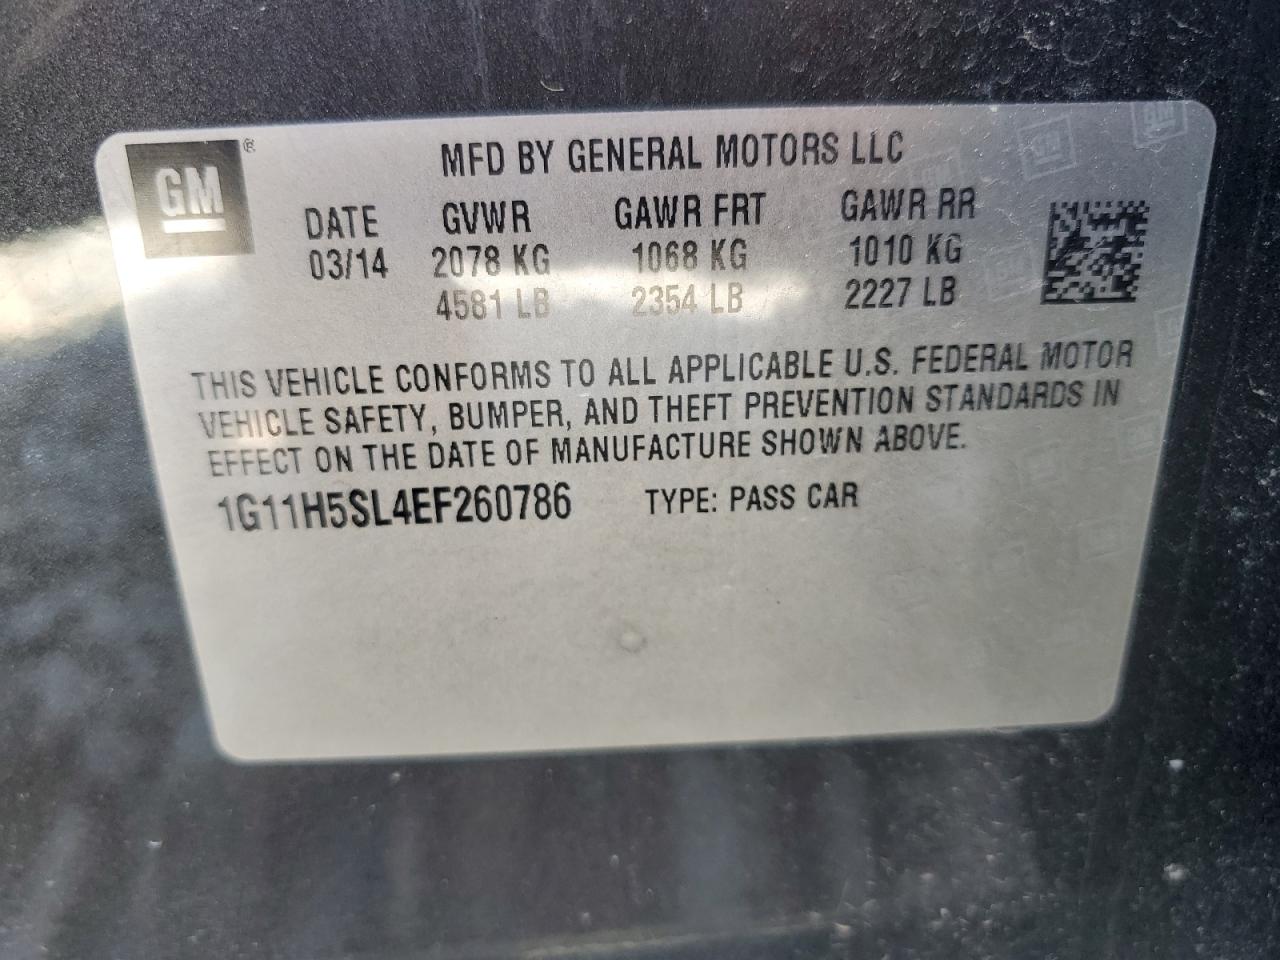 GM ®
MFD BY GENERAL MOTORS LLC
DATE GVWR GAWR FRT GAWR RR
03/14 2078 KG 1068 KG 1010 KG
4581 LB 2354 LB 2227 LB
THIS VEHICLE CONFORMS TO ALL APPLICABLE U.S. FEDERAL MOTOR
VEHICLE SAFETY, BUMPER, AND THEFT PREVENTION STANDARDS IN
EFFECT ON THE DATE OF MANUFACTURE SHOWN ABOVE.
1G11H5SL4EF260786 TYPE: PASS CAR